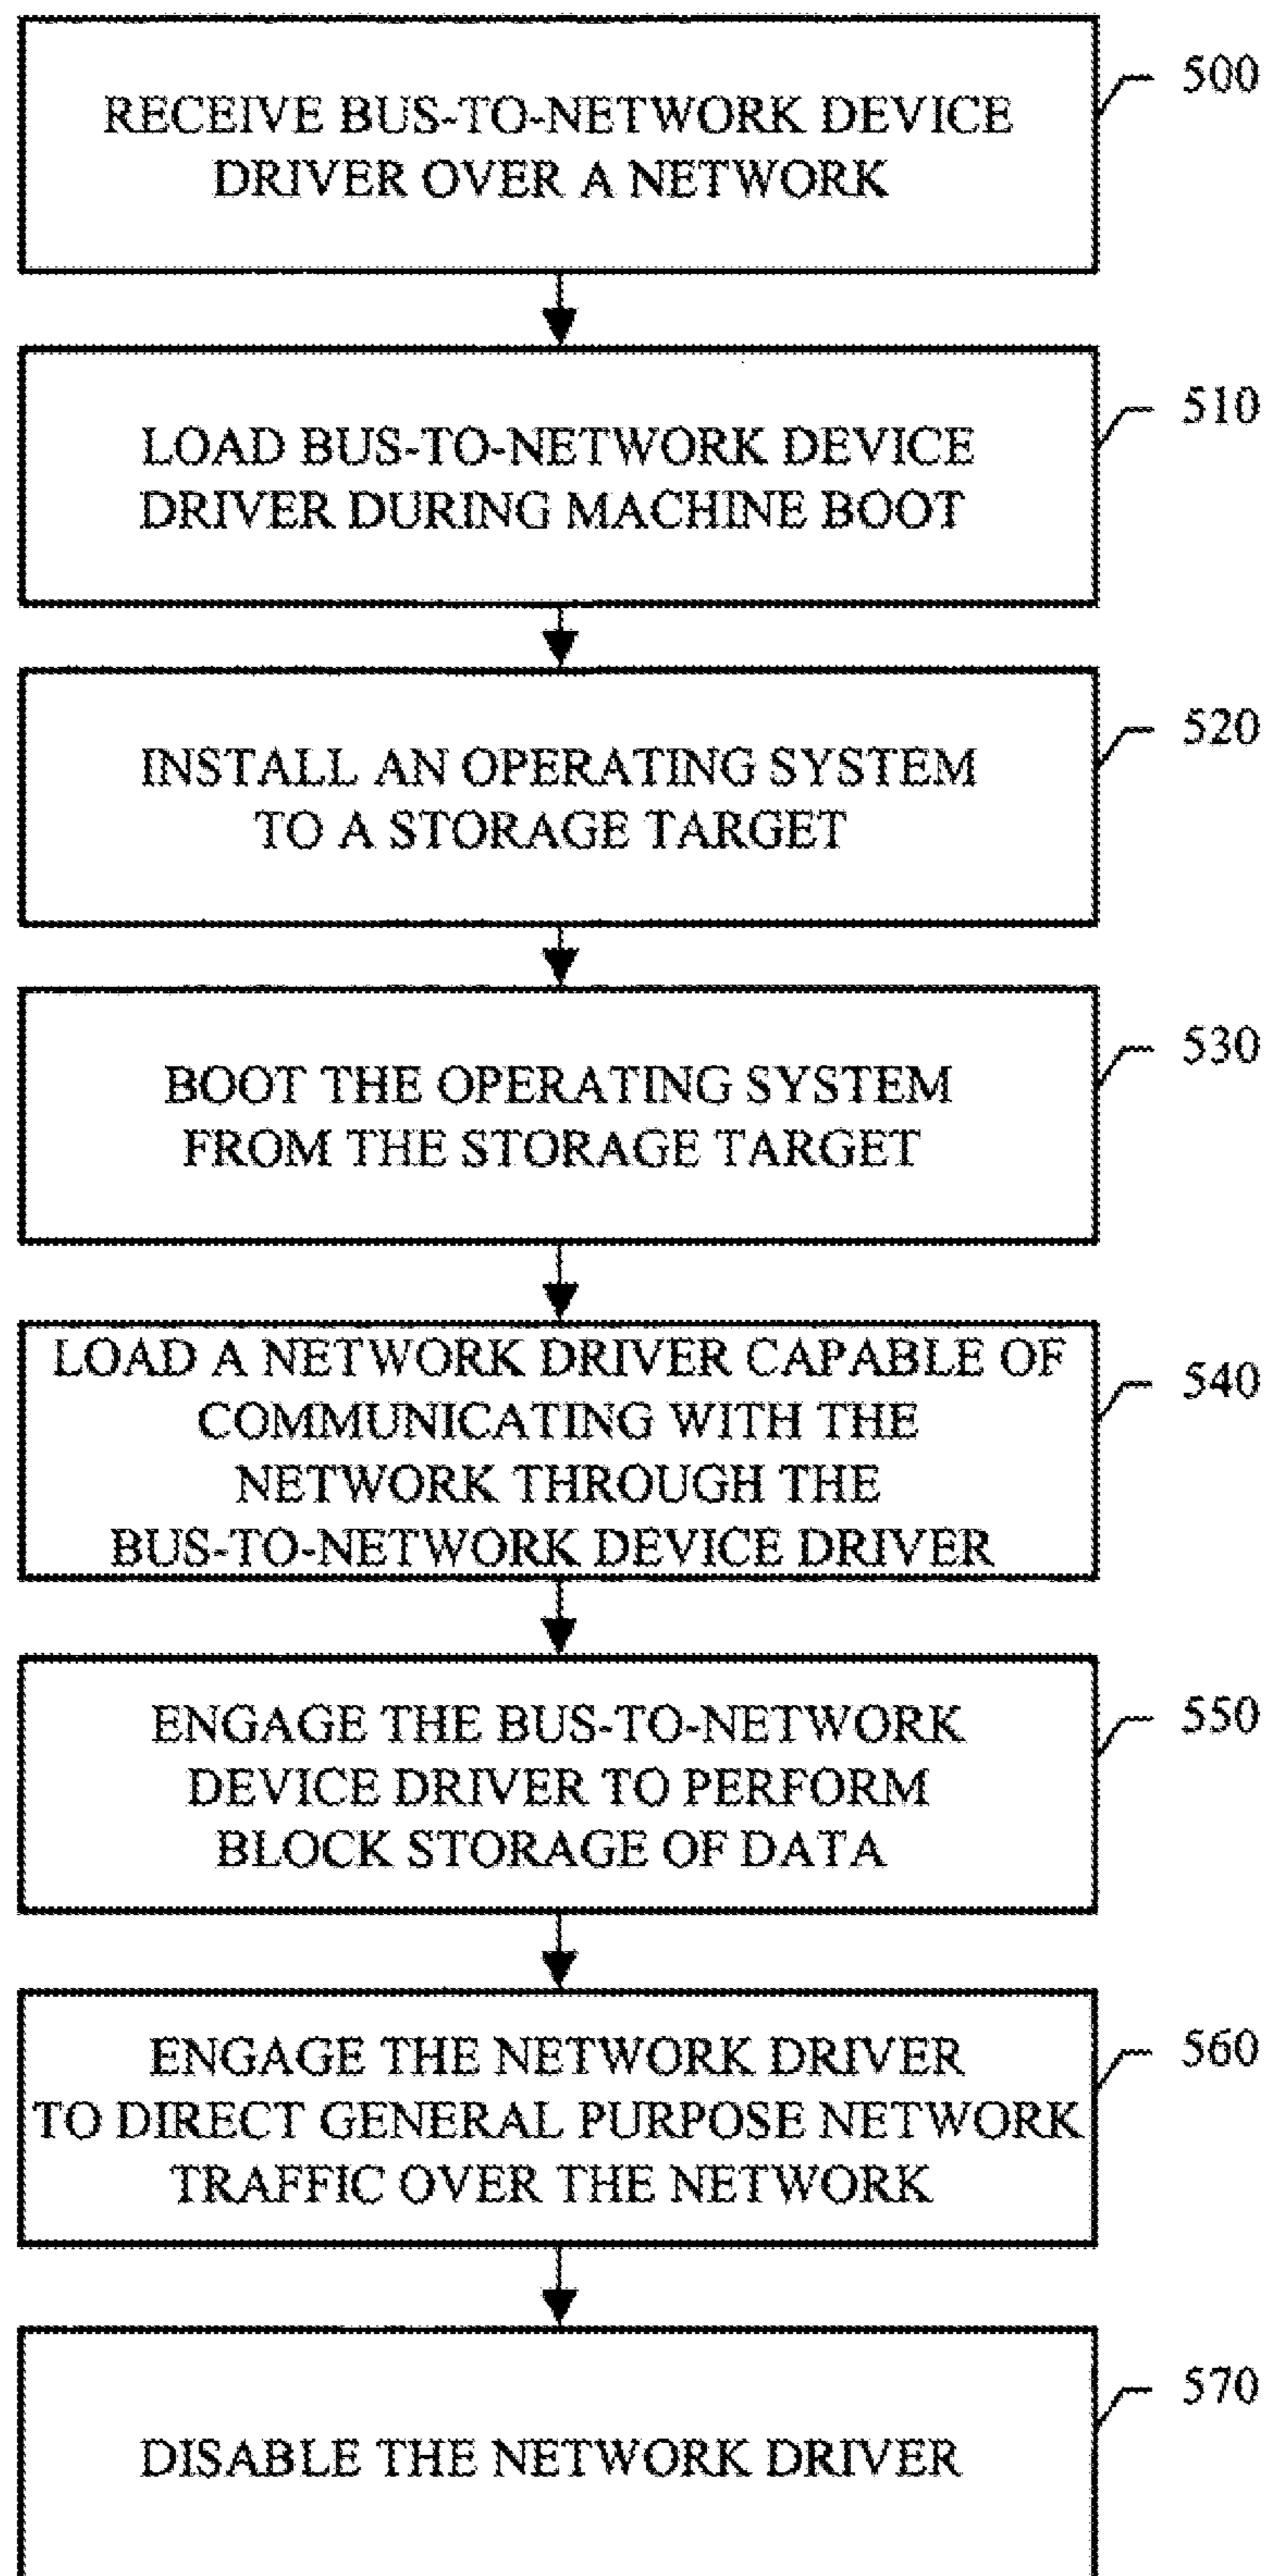 RECEIVE BUS-TO-NETWORK DEVICE
DRIVER OVER A NETWORK
500
LOAD BUS-TO-NETWORK DEVICE
DRIVER DURING MACHINE BOOT
510
INSTALL AN OPERATING SYSTEM
TO A STORAGE TARGET
520
BOOT THE OPERATING SYSTEM
FROM THE STORAGE TARGET
530
LOAD A NETWORK DRIVER CAPABLE OF
COMMUNICATING WITH THE
NETWORK THROUGH THE
BUS-TO-NETWORK DEVICE DRIVER
540
ENGAGE THE BUS-TO-NETWORK
DEVICE DRIVER TO PERFORM
BLOCK STORAGE OF DATA
550
ENGAGE THE NETWORK DRIVER
TO DIRECT GENERAL PURPOSE NETWORK
TRAFFIC OVER THE NETWORK
560
DISABLE THE NETWORK DRIVER
570